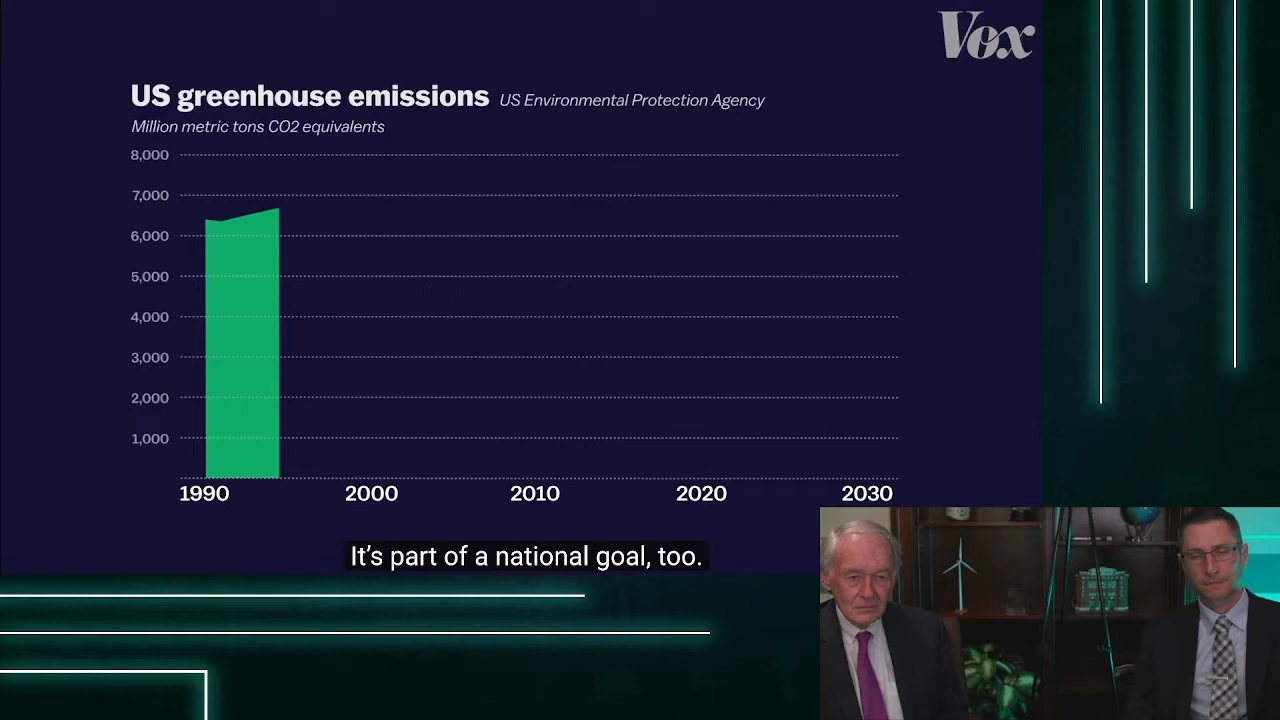 Vox
US greenhouse emissions US Environmental Protection Agency
Million metric tons CO2 equivalents
8,000
7,000
6,000
5,000
4,000
3,000
2,000
1,000
1990 2000 2010 2020 2030
It’s part of a national goal, too.